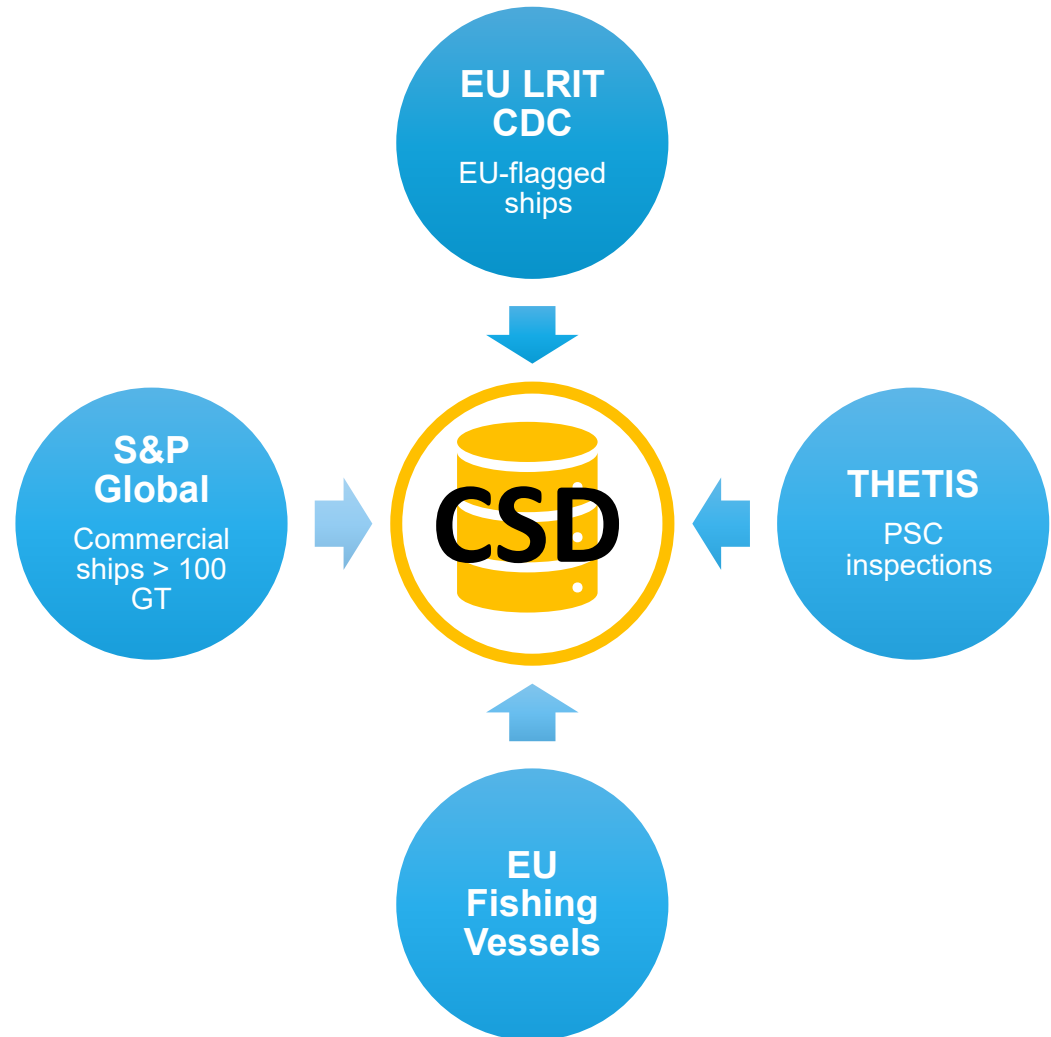 EU LRIT
CDC
EU-flagged
ships
S&P
Global
Commercial
ships > 100
GT
CSD
THETIS
PSC
inspections
EU
Fishing
Vessels